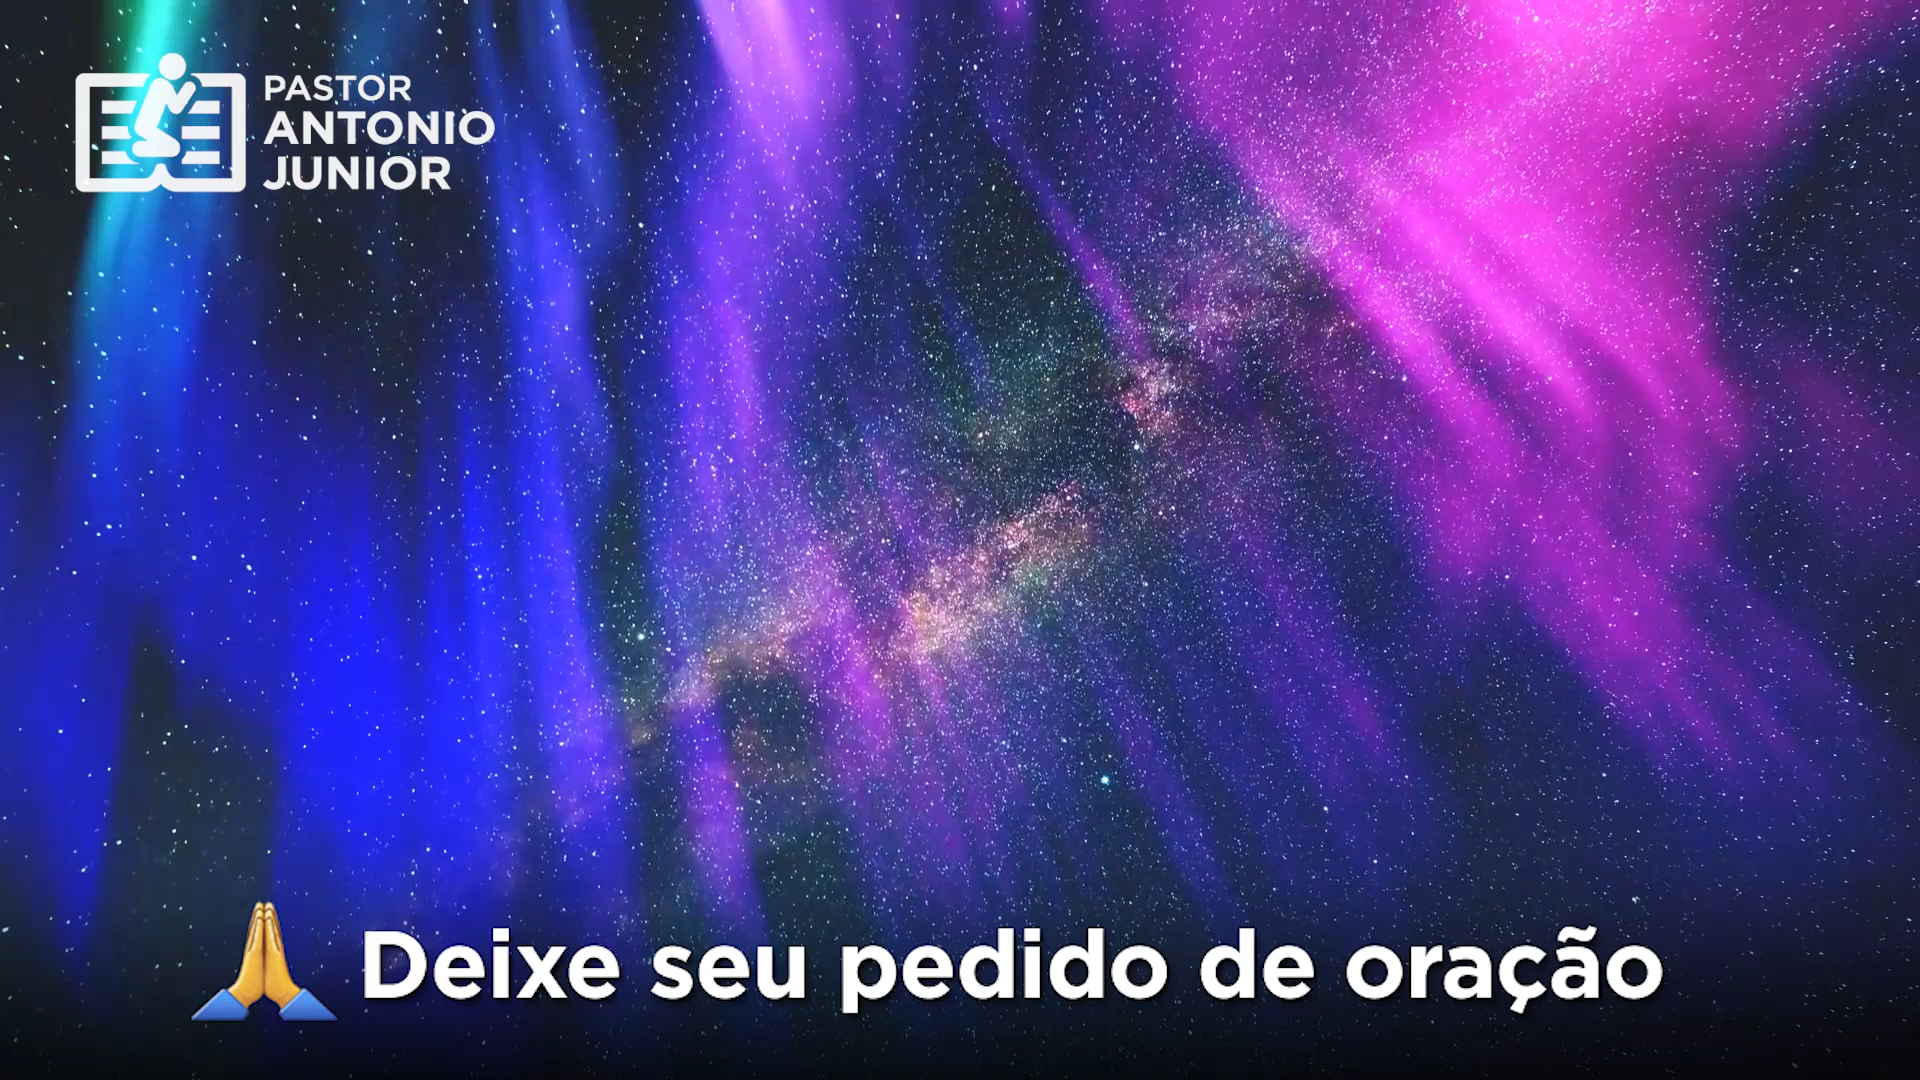 PASTOR
ANTONIO
JUNIOR
🙏 Deixe seu pedido de oração